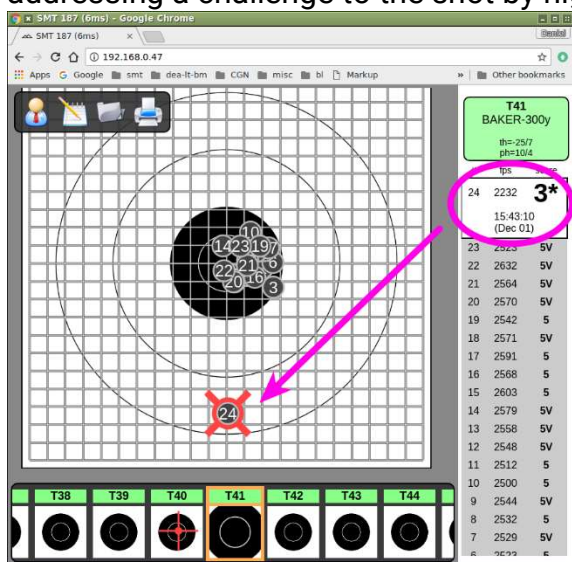 SMT 187 (6ms) - Google Chrome
SMT 187 (6ms) ×
Daniel
192.168.0.47
Apps Google smt dea-lt-bm CGN misc bl Markup » Other bookmarks
T41
BAKER-300y
th=-25/7
ph=10/4
fps
24 2232 3*
15:43:10
(Dec 01)
23 2523 5V
22 2632 5V
21 2564 5V
20 2570 5V
19 2542 5
18 2571 5V
17 2591 5
16 2568 5
15 2603 5
14 2579 5V
13 2558 5V
12 2548 5V
11 2512 5
10 2500 5
9 2544 5V
8 2532 5
7 2529 5V
6 2523 5
10
14 23 19 7
22 21 6
20 16 3
24
T38 T39 T40 T41 T42 T43 T44